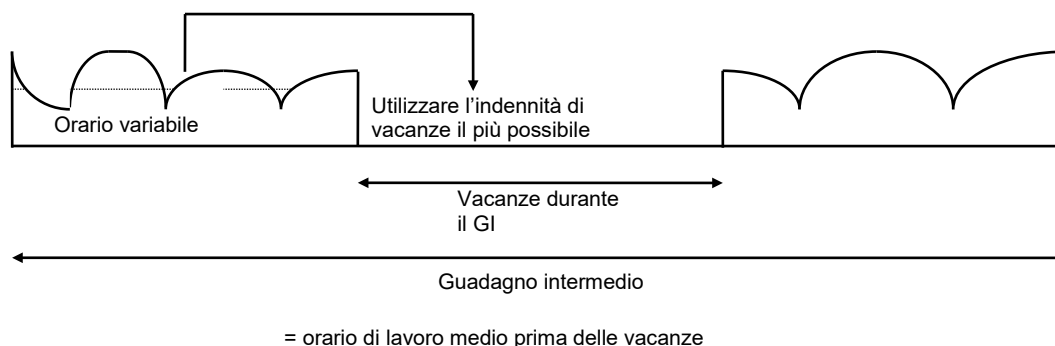 Orario variabile
Utilizzare l’indennità di
vacanze il più possibile
Vacanze durante
il GI
Guadagno intermedio
= orario di lavoro medio prima delle vacanze